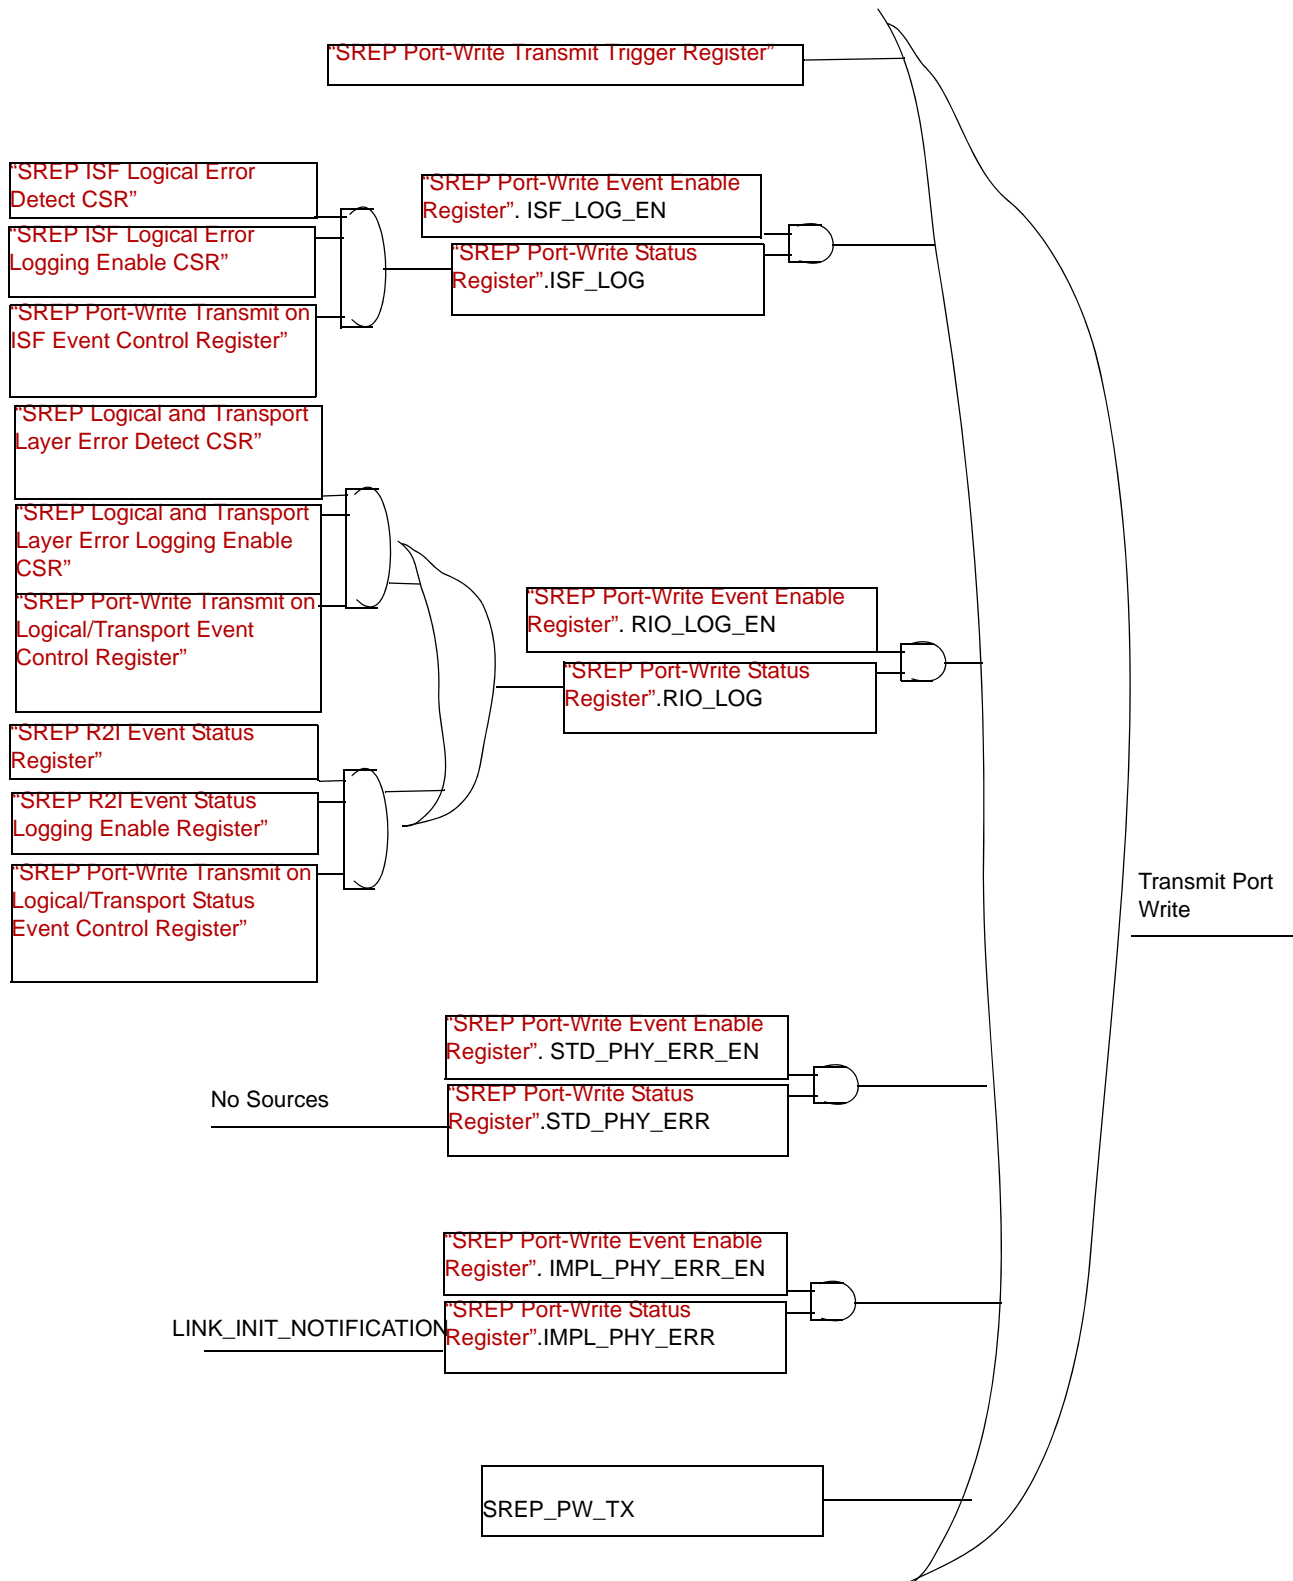 “SREP Port-Write Transmit Trigger Register”
“SREP ISF Logical Error
Detect CSR”
“SREP ISF Logical Error
Logging Enable CSR”
“SREP Port-Write Transmit on
ISF Event Control Register”
“SREP Port-Write Event Enable
Register”. ISF_LOG_EN
“SREP Port-Write Status
Register”.ISF_LOG
“SREP Logical and Transport
Layer Error Detect CSR”
“SREP Logical and Transport
Layer Error Logging Enable
CSR”
“SREP Port-Write Transmit on
Logical/Transport Event
Control Register”
“SREP Port-Write Event Enable
Register”. RIO_LOG_EN
“SREP Port-Write Status
Register”.RIO_LOG
“SREP R2I Event Status
Register”
“SREP R2I Event Status
Logging Enable Register”
“SREP Port-Write Transmit on
Logical/Transport Status
Event Control Register”
Transmit Port
Write
“SREP Port-Write Event Enable
Register”. STD_PHY_ERR_EN
No Sources
“SREP Port-Write Status
Register”.STD_PHY_ERR
“SREP Port-Write Event Enable
Register”. IMPL_PHY_ERR_EN
LINK_INIT_NOTIFICATION
“SREP Port-Write Status
Register”.IMPL_PHY_ERR
SREP_PW_TX